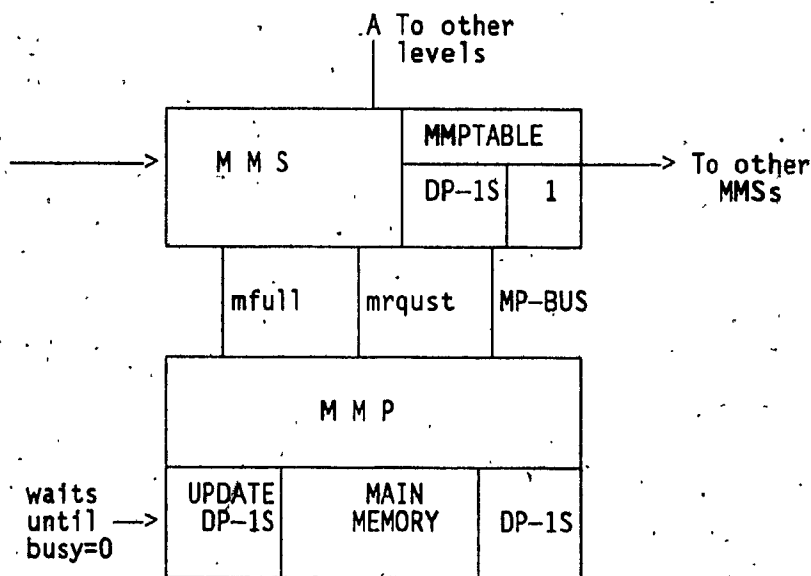 A To other
levels
M M S
MMPTABLE
DP-1S
1
To other
MMSs
mfull
mrqust
MP-BUS
M M P
waits
until
busy=0
UPDATE
DP-1S
MAIN
MEMORY
DP-1S